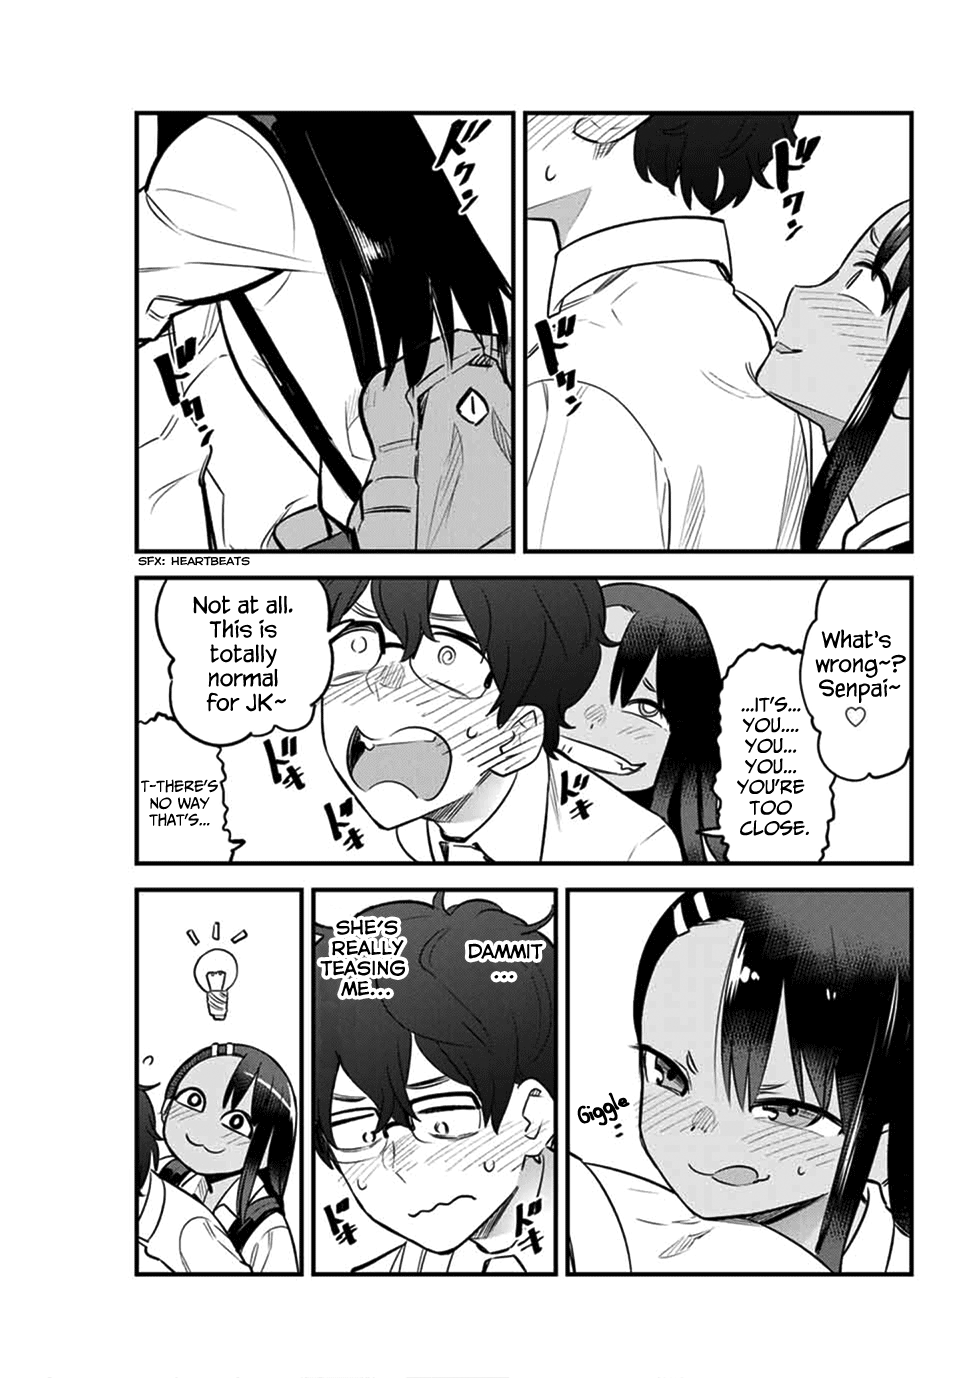 ドクン
ドクン
ドクン
ドクン
SFX: HEARTBEATS
What's
wrong~?
Senpai~
♡
...IT'S...
YOU....
YOU...
YOU...
YOU'RE
TOO
CLOSE.
Not at all.
This is
totally
normal
for JK~
T-THERE'S
NO WAY
THAT'S...
ドキ
ドキ
Giggle
DAMMIT
...
SHE'S
REALLY
TEASING
ME...
ドキ
ドキ